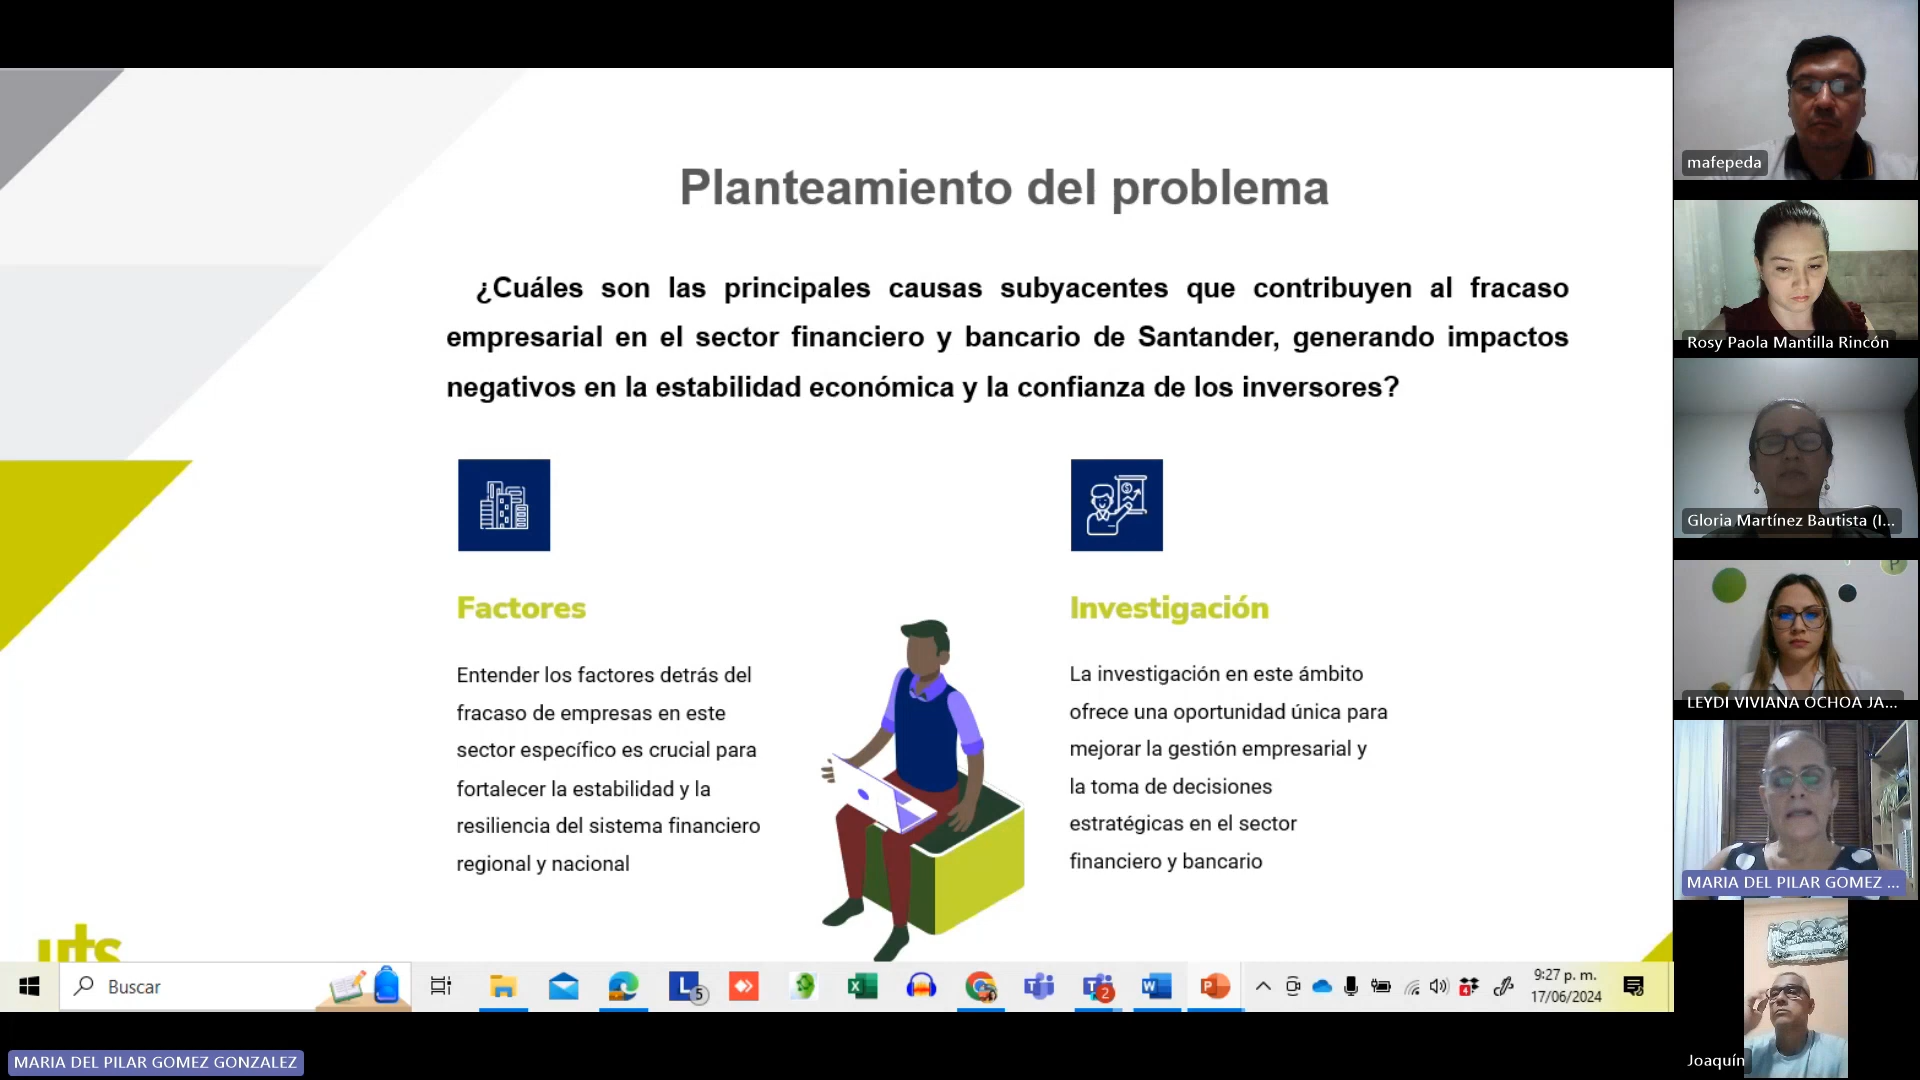 Planteamiento del problema
¿Cuáles son las principales causas subyacentes que contribuyen al fracaso
empresarial en el sector financiero y bancario de Santander, generando impactos
negativos en la estabilidad económica y la confianza de los inversores?
Factores
Entender los factores detrás del
fracaso de empresas en este
sector específico es crucial para
fortalecer la estabilidad y la
resiliencia del sistema financiero
regional y nacional
Investigación
La investigación en este ámbito
ofrece una oportunidad única para
mejorar la gestión empresarial y
la toma de decisiones
estratégicas en el sector
financiero y bancario
uts
Buscar
5
2
4
9:27 p. m.
17/06/2024
mafepeda
Rosy Paola Mantilla Rincón
Gloria Martínez Bautista (I...
LEYDI VIVIANA OCHOA JA...
MARIA DEL PILAR GOMEZ ...
Joaquín
MARIA DEL PILAR GOMEZ GONZALEZ